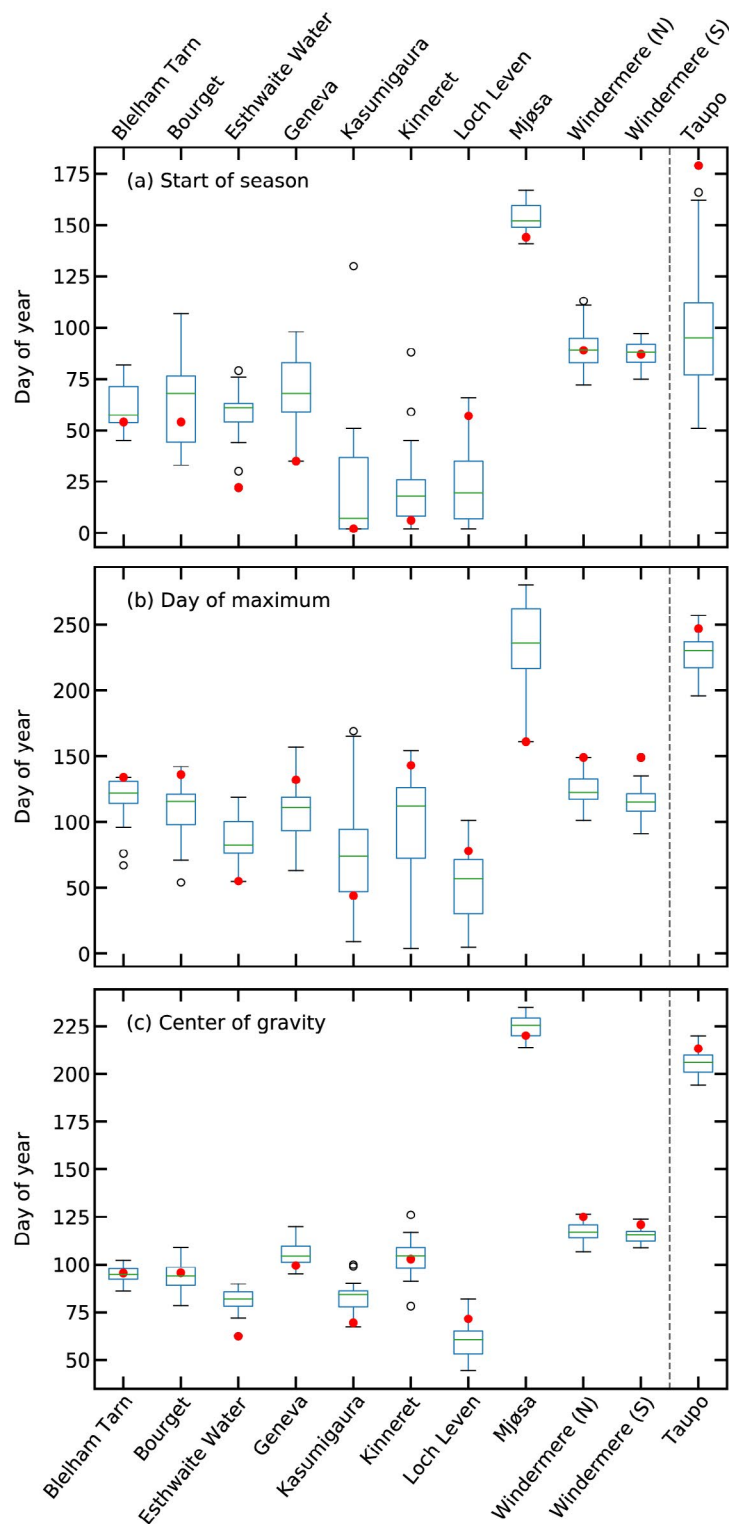 Blelham Tarn
Bourget
Esthwaite Water
Geneva
Kasumigaura
Kinneret
Loch Leven
Mjøsa
Windermere (N)
Windermere (S)
Taupo
(a) Start of season
175
150
125
100
75
50
25
0
Day of year
(b) Day of maximum
250
200
150
100
50
0
Day of year
(c) Center of gravity
225
200
175
150
125
100
75
50
Day of year
Blelham Tarn
Bourget
Esthwaite Water
Geneva
Kasumigaura
Kinneret
Loch Leven
Mjøsa
Windermere (N)
Windermere (S)
Taupo